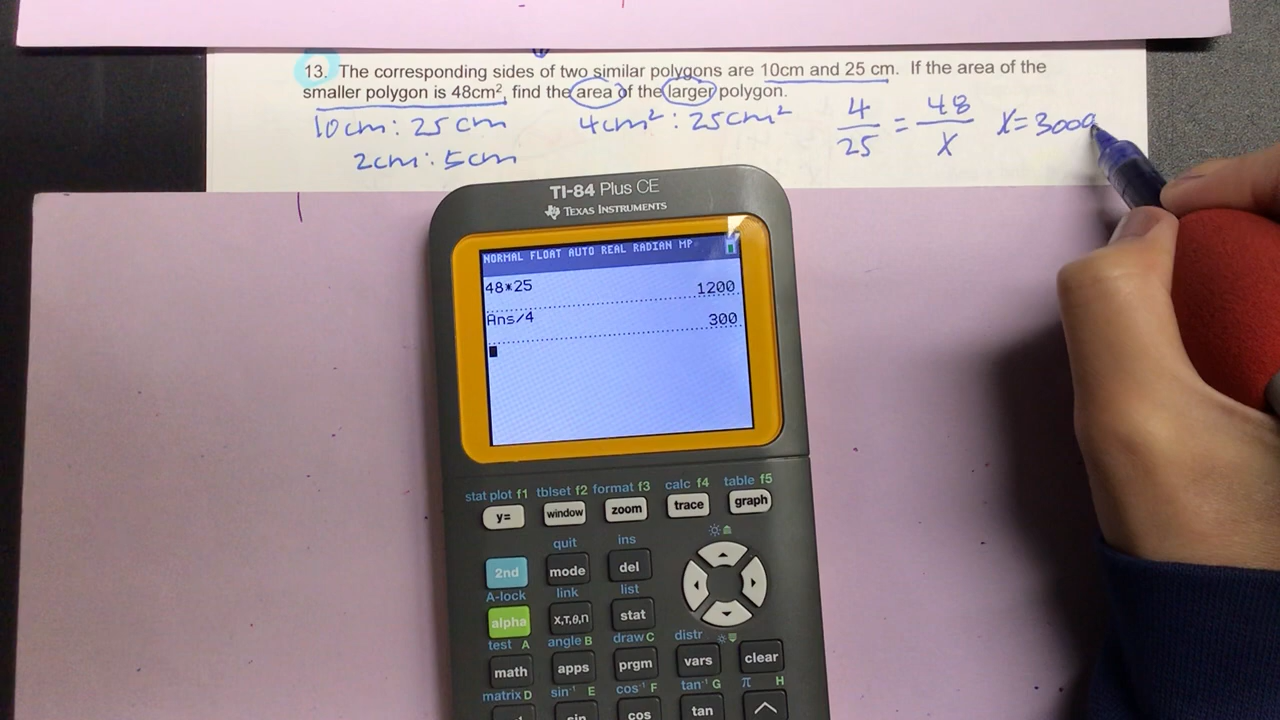 13. The corresponding sides of two similar polygons are 10cm and 25 cm. If the area of the
smaller polygon is 48cm², find the area of the larger polygon.
10cm : 25 cm
2cm : 5cm
4cm² : 25cm²
4/25 = 48/x
x=300
TI-84 Plus CE
TEXAS INSTRUMENTS
NORMAL FLOAT AUTO REAL RADIAN MP
48*25
1200
Ans/4
300
stat plot f1 tblset f2 format f3 calc f4 table f5
y= window zoom trace graph
quit ins
2nd mode del
A-lock link list
alpha X,T,θ,n stat
test A angle B draw C distr
math apps prgm vars clear
matrix D sin⁻¹ E cos⁻¹ F tan⁻¹ G π H
sin cos tan ^